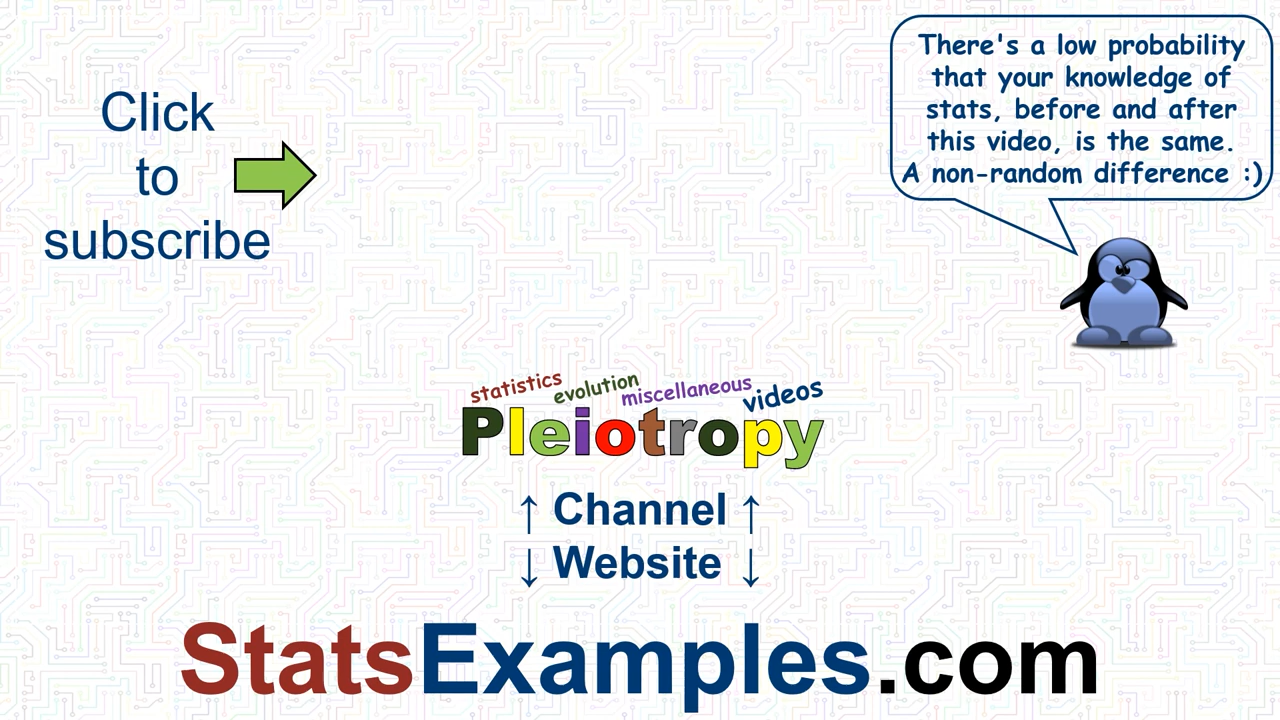 Click
to
subscribe
There's a low probability
that your knowledge of
stats, before and after
this video, is the same.
A non-random difference :)
statistics evolution miscellaneous videos
Pleiotropy
↑ Channel ↑
↓ Website ↓
StatsExamples.com